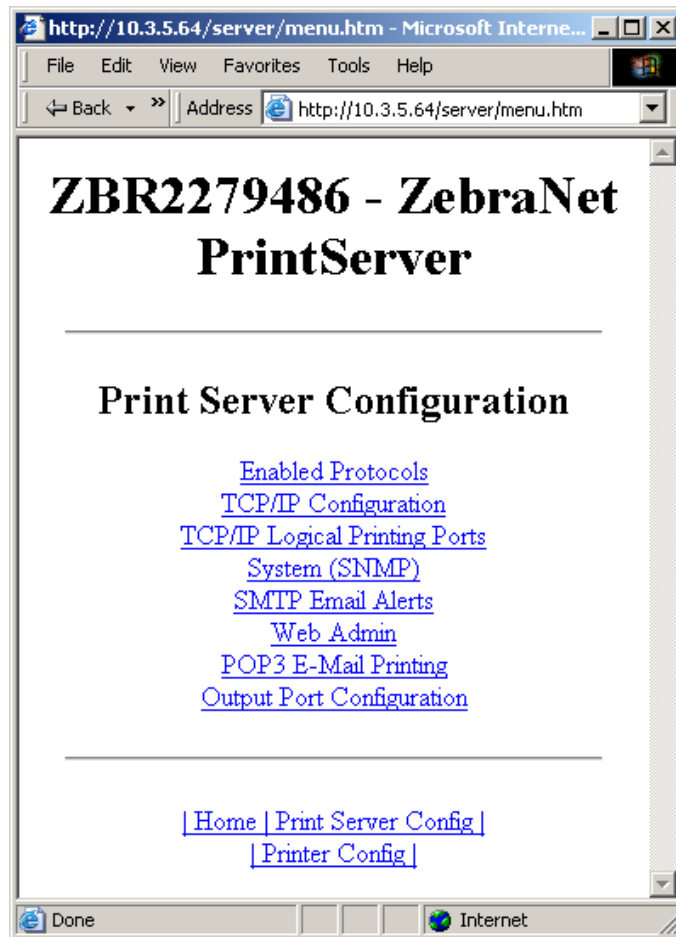 http://10.3.5.64/server/menu.htm - Microsoft Interne...
File Edit View Favorites Tools Help
Back » Address http://10.3.5.64/server/menu.htm
ZBR2279486 - ZebraNet
PrintServer
Print Server Configuration
Enabled Protocols
TCP/IP Configuration
TCP/IP Logical Printing Ports
System (SNMP)
SMTP Email Alerts
Web Admin
POP3 E-Mail Printing
Output Port Configuration
| Home | Print Server Config |
| Printer Config |
Done Internet